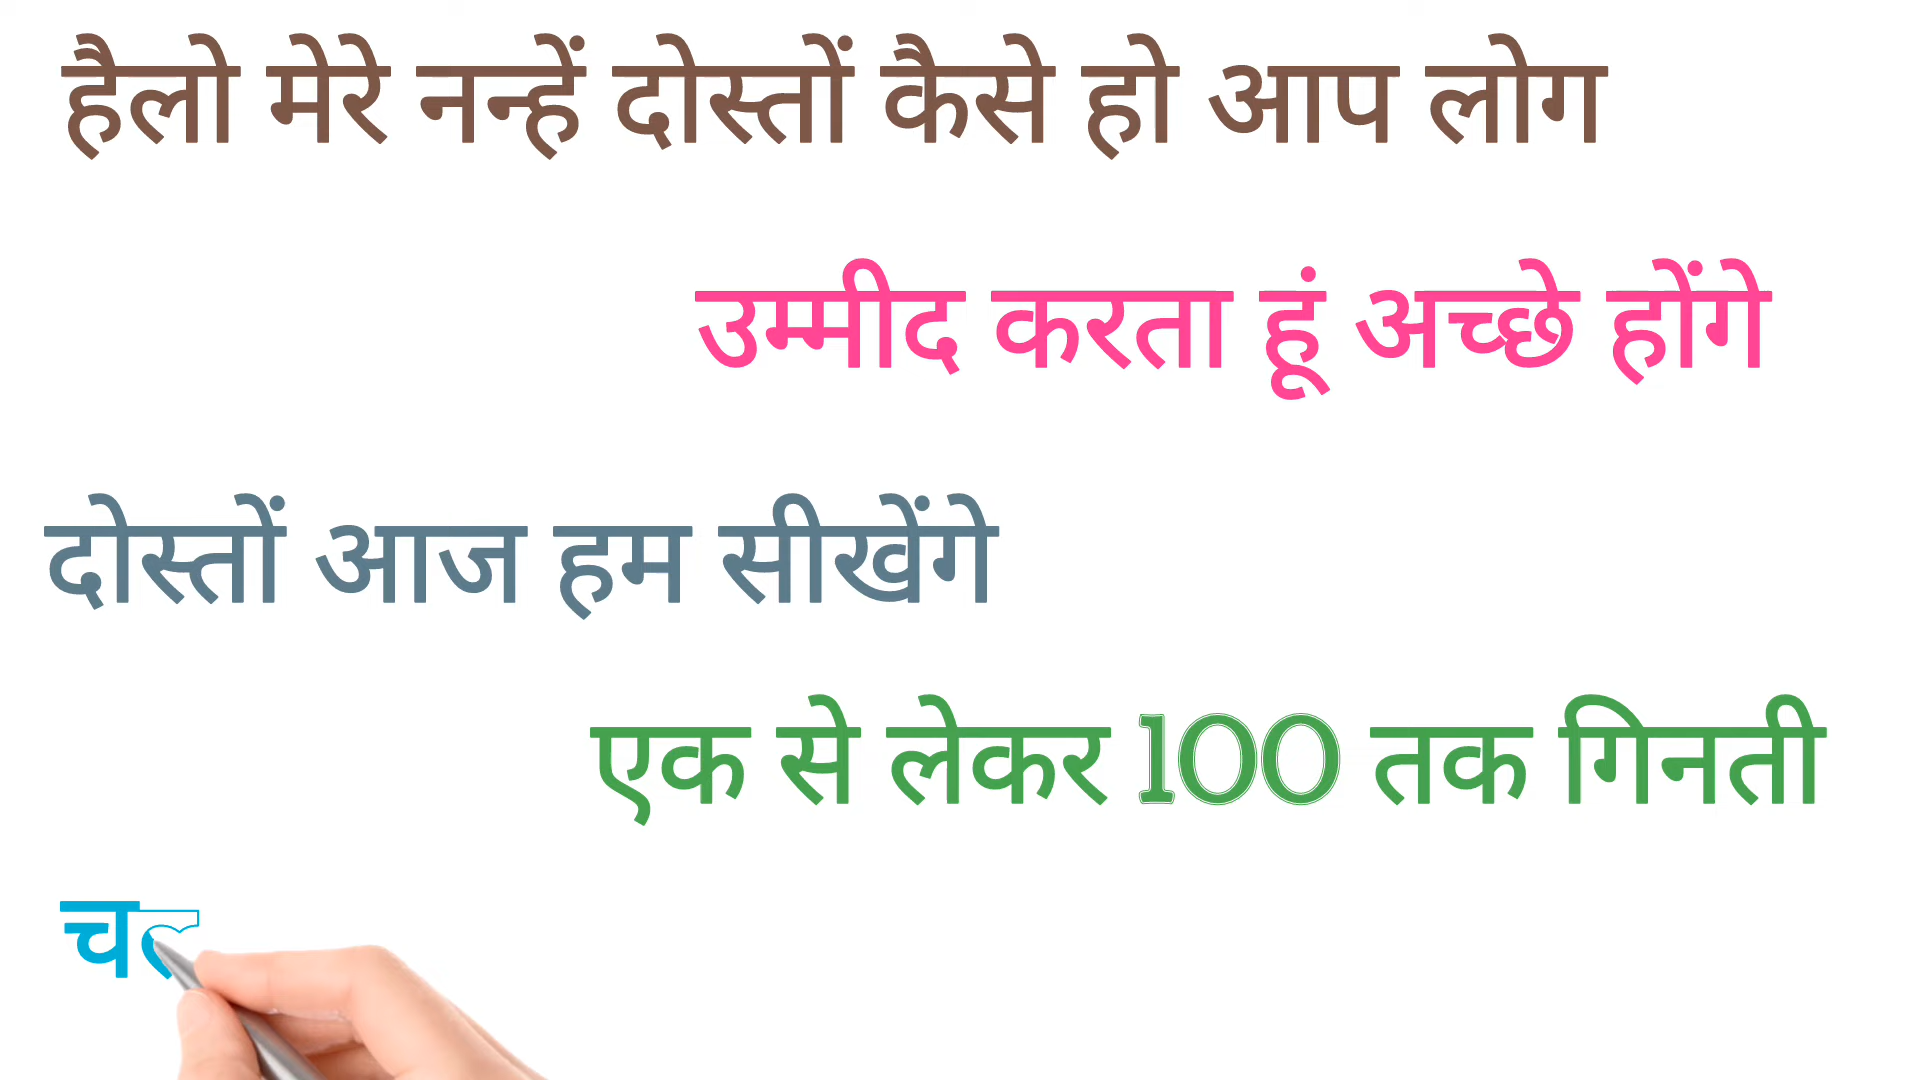 हैलो मेरे नन्हें दोस्तों कैसे हो आप लोग
उम्मीद करता हूं अच्छे होंगे
दोस्तों आज हम सीखेंगे
एक से लेकर 100 तक गिनती